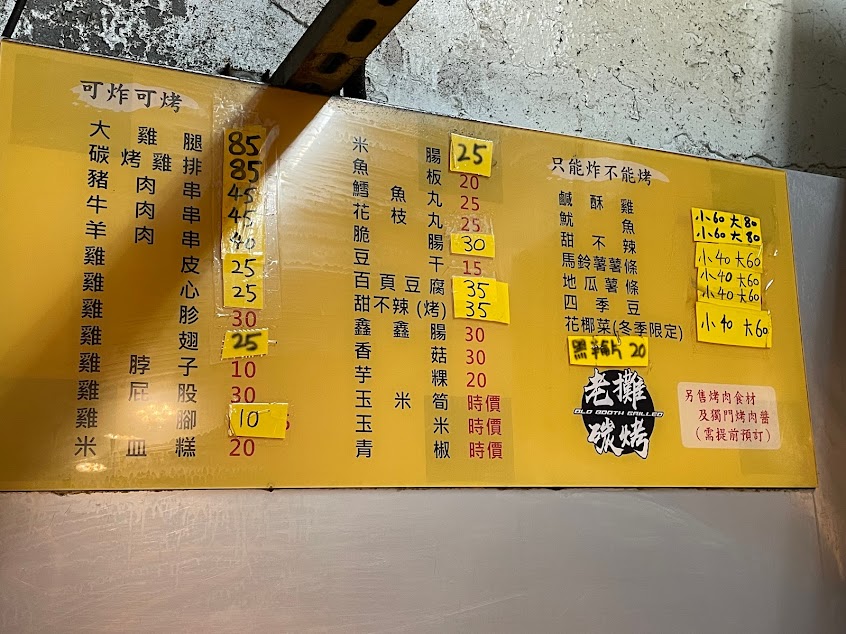 可炸可烤
大雞腿 85
碳烤雞排 85
豬肉串 45
牛肉串 45
羊肉串 40
雞皮 25
雞心 25
雞胗 30
雞翅 25
雞脖子 10
雞屁股 30
雞腳 10
米血糕 20
米腸 25
魚板 20
鱈魚丸 25
花枝丸 25
脆腸 30
豆干 15
百頁豆腐 35
甜不辣(烤) 35
鑫鑫腸 30
香菇 30
芋粿 20
玉米筍 時價
玉米 時價
青椒 時價
只能炸不能烤
鹹酥雞 小60 大80
魷魚 小60 大80
甜不辣 小40 大60
馬鈴薯薯條 小40 大60
地瓜薯條 小40 大60
四季豆
花椰菜(冬季限定) 小40 大60
黑輪片 20
老攤
OLD BOOTH GRILLED
碳烤
另售烤肉食材
及獨門烤肉醬
(需提前預訂)